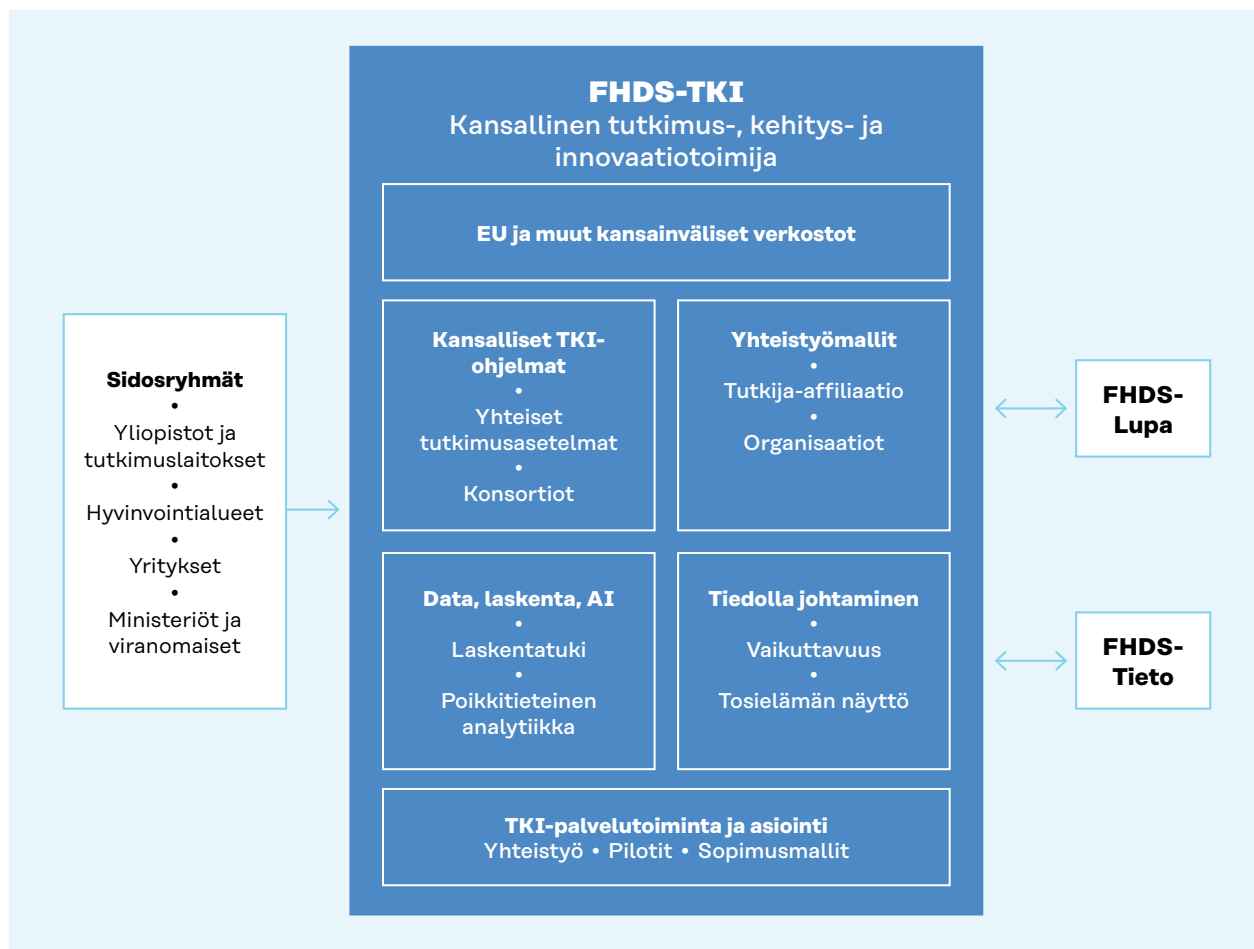 FHDS-TKI
Kansallinen tutkimus-, kehitys- ja
innovaatiotoimija
EU ja muut kansainväliset verkostot
Sidosryhmät
•
Yliopistot ja
tutkimuslaitokset
•
Hyvinvointialueet
•
Yritykset
•
Ministeriöt ja
viranomaiset
Kansalliset TKI-
ohjelmat
•
Yhteiset
tutkimusasetelmat
•
Konsortiot
Yhteistyömallit
•
Tutkija-affiliaatio
•
Organisaatiot
Data, laskenta, AI
•
Laskentatuki
•
Poikkitieteinen
analytiikka
Tiedolla johtaminen
•
Vaikuttavuus
•
Tosielämän näyttö
TKI-palvelutoiminta ja asiointi
Yhteistyö • Pilotit • Sopimusmallit
FHDS-
Lupa
FHDS-
Tieto